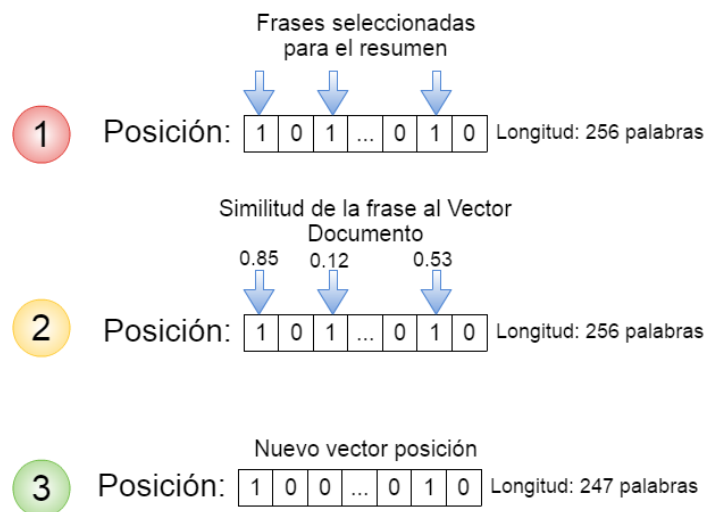 Frases seleccionadas
para el resumen
1 Posición: 1 0 1 ... 0 1 0 Longitud: 256 palabras
Similitud de la frase al Vector
Documento
0.85 0.12 0.53
2 Posición: 1 0 1 ... 0 1 0 Longitud: 256 palabras
Nuevo vector posición
3 Posición: 1 0 0 ... 0 1 0 Longitud: 247 palabras